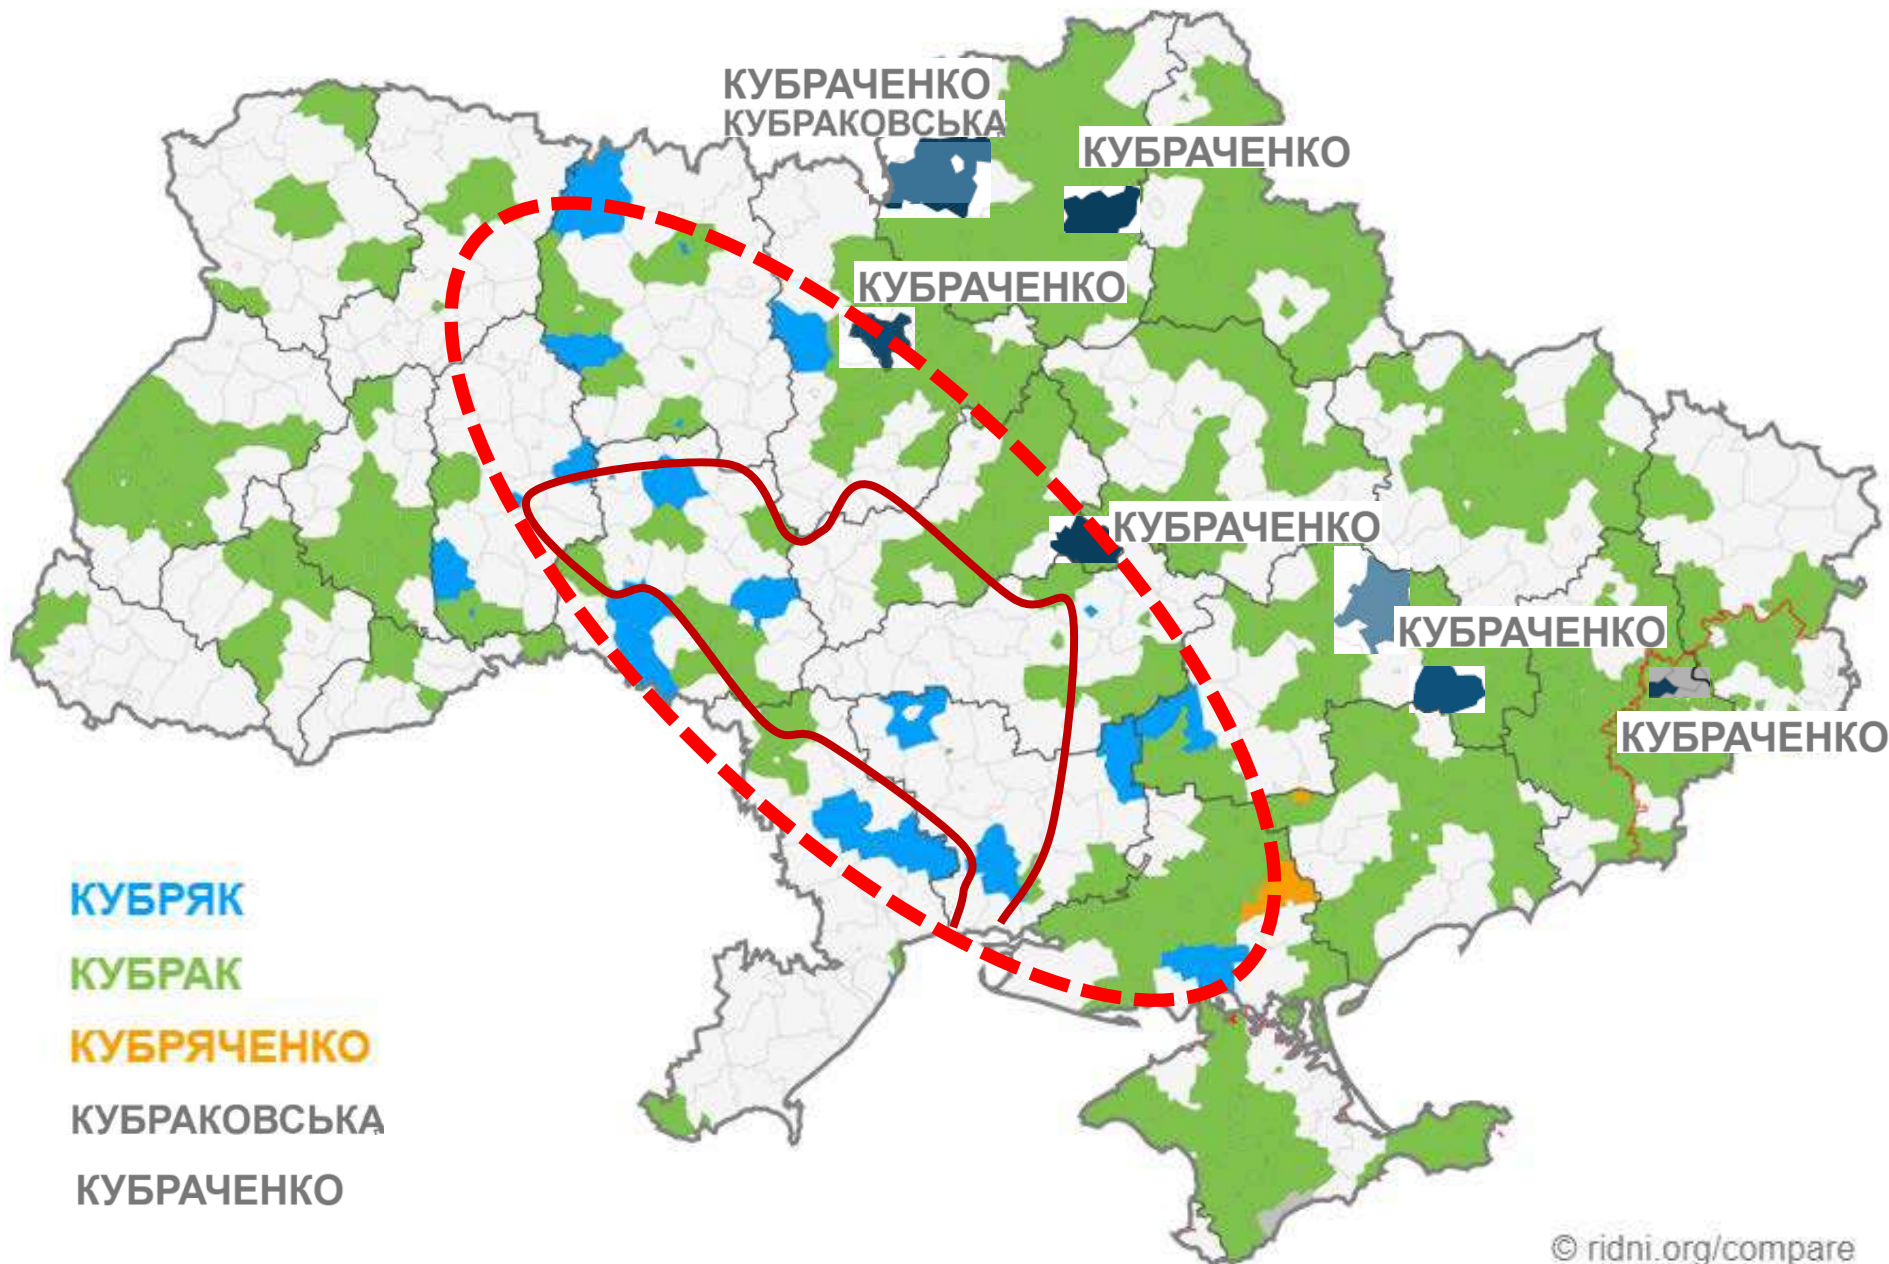 КУБРАЧЕНКО
КУБРАКОВСЬКА
КУБРАЧЕНКО
КУБРАЧЕНКО
КУБРАЧЕНКО
КУБРАЧЕНКО
КУБРАЧЕНКО
КУБРЯК
КУБРАК
КУБРЯЧЕНКО
КУБРАКОВСЬКА
КУБРАЧЕНКО
© ridni.org/compare